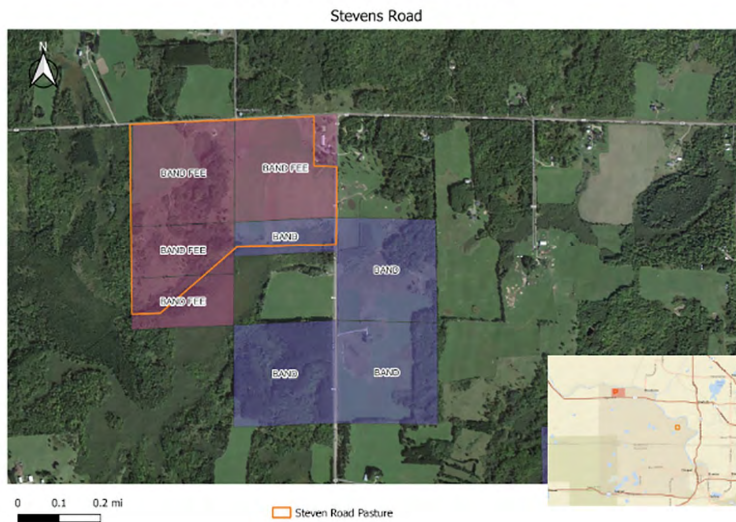 Stevens Road
N
BAND FEE
BAND FEE
BAND FEE
BAND
BAND
BAND FEE
BAND
BAND
0 0.1 0.2 mi
Steven Road Pasture